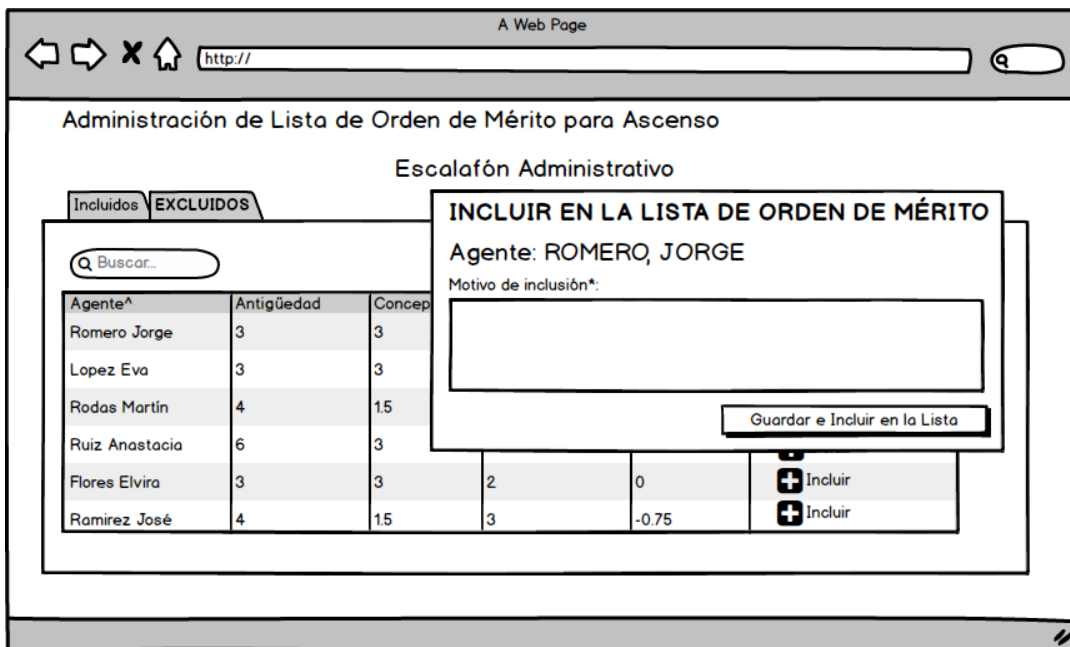 A Web Page
http://
Administración de Lista de Orden de Mérito para Ascenso
Escalafón Administrativo
Incluidos EXCLUIDOS
INCLUIR EN LA LISTA DE ORDEN DE MÉRITO
Agente: ROMERO, JORGE
Motivo de inclusión*:
Guardar e Incluir en la Lista
Buscar...
Agente^ Antigüedad Concep
Romero Jorge 3 3
Lopez Eva 3 3
Rodas Martín 4 1.5
Ruiz Anastacia 6 3
Flores Elvira 3 3 2 0 Incluir
Ramirez José 4 1.5 3 -0.75 Incluir